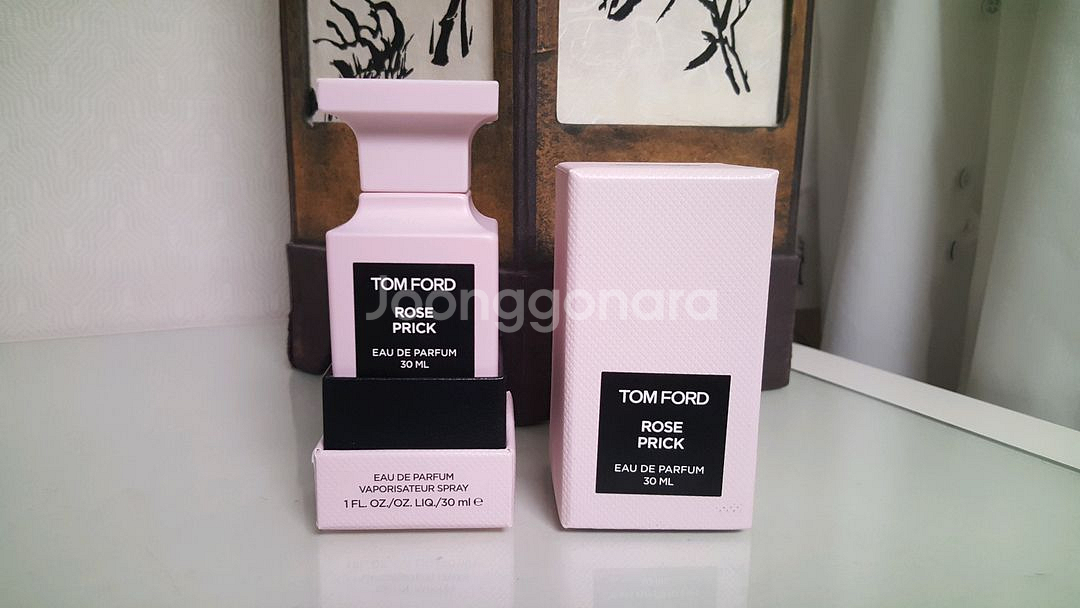 TOM FORD
ROSE
PRICK
EAU DE PARFUM
30 ML
EAU DE PARFUM
VAPORISATEUR SPRAY
1 FL. OZ./OZ. LIQ./30 ml ℮
TOM FORD
ROSE
PRICK
EAU DE PARFUM
30 ML
Joonggonara